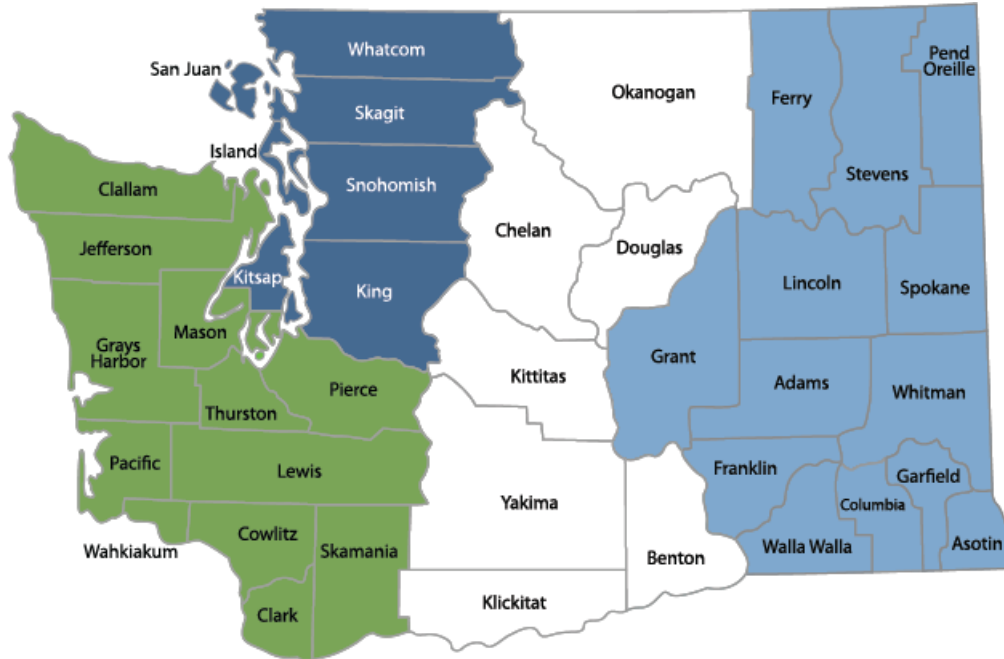 Whatcom
San Juan
Pend
Oreille
Okanogan
Ferry
Skagit
Island
Stevens
Clallam
Snohomish
Chelan
Douglas
Jefferson
Kitsap
King
Lincoln
Spokane
Mason
Grays
Harbor
Grant
Kittitas
Adams
Pierce
Whitman
Thurston
Pacific
Lewis
Franklin
Garfield
Yakima
Columbia
Wahkiakum
Cowlitz
Skamania
Benton
Walla Walla
Asotin
Klickitat
Clark